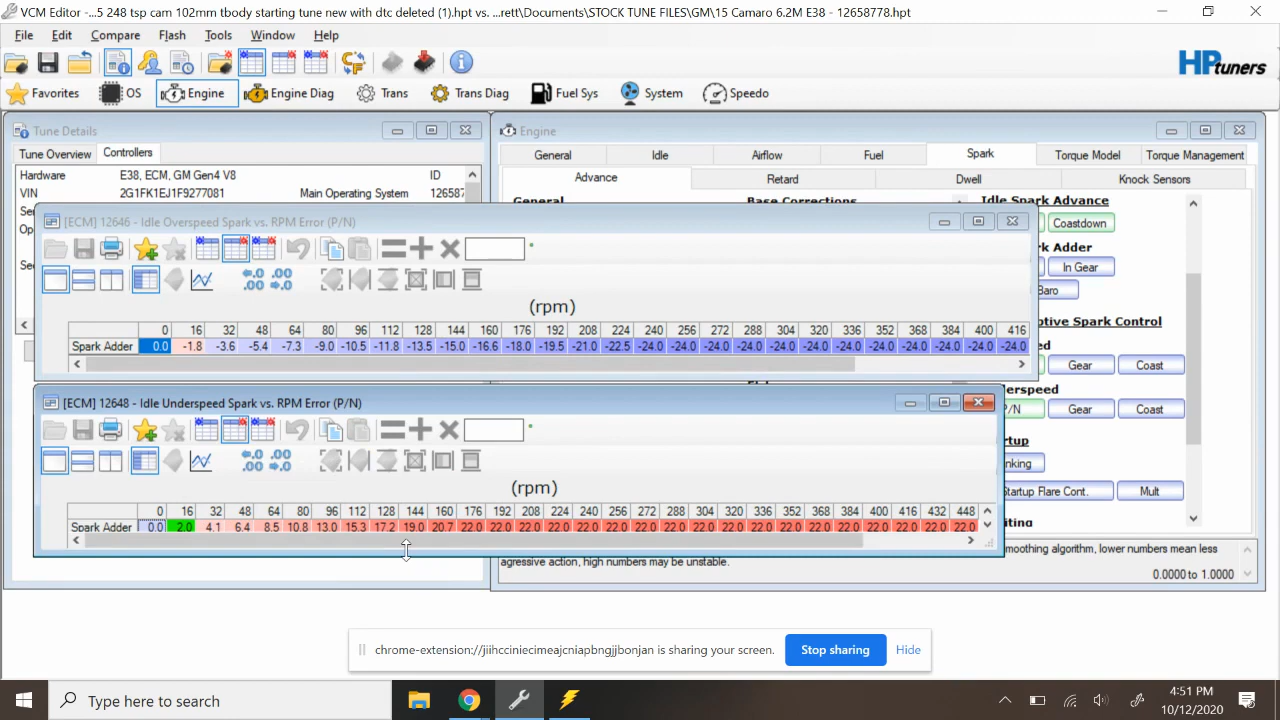 VCM Editor -...5 248 tsp cam 102mm tbody starting tune new with dtc deleted (1).hpt vs. ...rett\Documents\STOCK TUNE FILES\GM\15 Camaro 6.2M E38 - 12658778.hpt
File Edit Compare Flash Tools Window Help
HPtuners
Favorites OS Engine Engine Diag Trans Trans Diag Fuel Sys System Speedo
Tune Details
Tune Overview Controllers
Hardware E38, ECM, GM Gen4 V8 ID
VIN 2G1FK1EJ1F9277081 Main Operating System 12658
Engine
General Idle Airflow Fuel Spark Torque Model Torque Management
Advance Retard Dwell Knock Sensors
General Base Corrections Idle Spark Advance
Coastdown
rk Adder
In Gear
Baro
ptive Spark Control
ed
Gear Coast
derspeed
P/N Gear Coast
rtup
nking
Startup Flare Cont. Mult
iting
[ECM] 12646 - Idle Overspeed Spark vs. RPM Error (P/N)
(rpm)
0 16 32 48 64 80 96 112 128 144 160 176 192 208 224 240 256 272 288 304 320 336 352 368 384 400 416
Spark Adder 0.0 -1.8 -3.6 -5.4 -7.3 -9.0 -10.5 -11.8 -13.5 -15.0 -16.6 -18.0 -19.5 -21.0 -22.5 -24.0 -24.0 -24.0 -24.0 -24.0 -24.0 -24.0 -24.0 -24.0 -24.0 -24.0 -24.0
[ECM] 12648 - Idle Underspeed Spark vs. RPM Error (P/N)
(rpm)
0 16 32 48 64 80 96 112 128 144 160 176 192 208 224 240 256 272 288 304 320 336 352 368 384 400 416 432 448
Spark Adder 0.0 2.0 4.1 6.4 8.5 10.8 13.0 15.3 17.2 19.0 20.7 22.0 22.0 22.0 22.0 22.0 22.0 22.0 22.0 22.0 22.0 22.0 22.0 22.0 22.0 22.0 22.0 22.0 22.0
moothing algorithm, lower numbers mean less
agressive action, high numbers may be unstable.
0.0000 to 1.0000
chrome-extension://jiihcciniecimeajcniapbngjjbonjan is sharing your screen. Stop sharing Hide
Type here to search
4:51 PM
10/12/2020